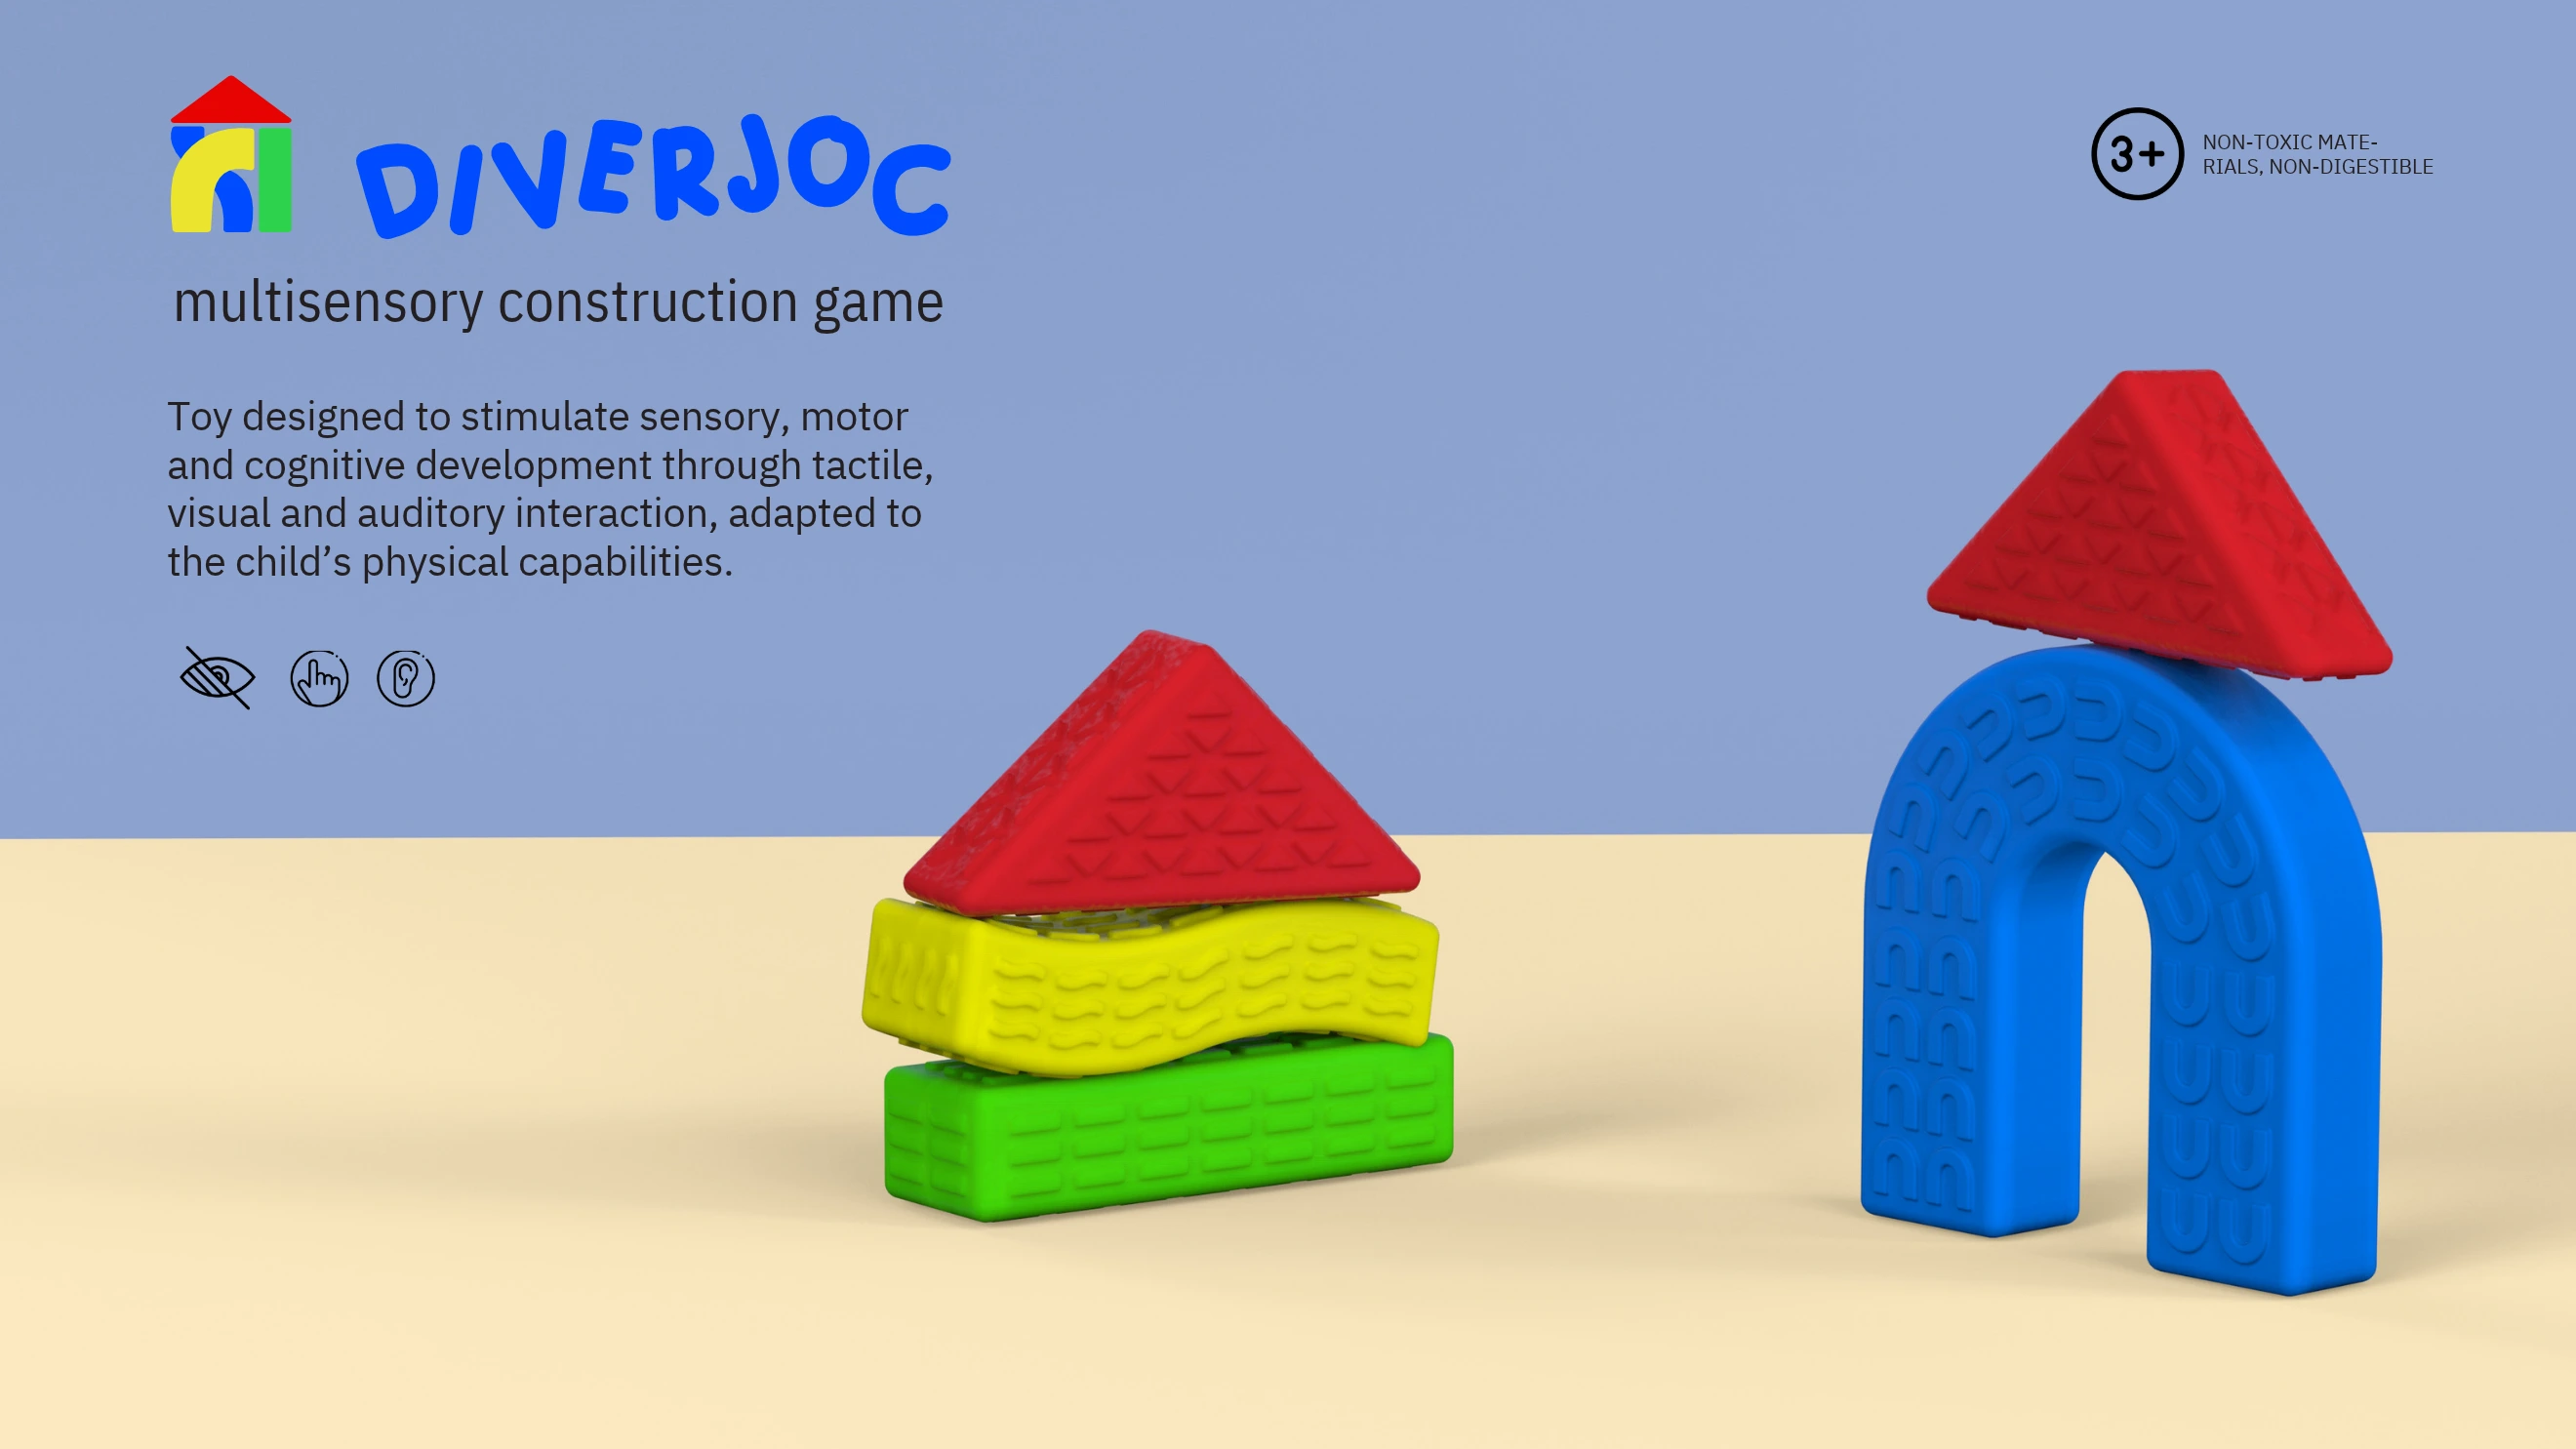 DIVERJOC
multisensory construction game
Toy designed to stimulate sensory, motor
and cognitive development through tactile,
visual and auditory interaction, adapted to
the child’s physical capabilities.
3+
NON-TOXIC MATE-
RIALS, NON-DIGESTIBLE